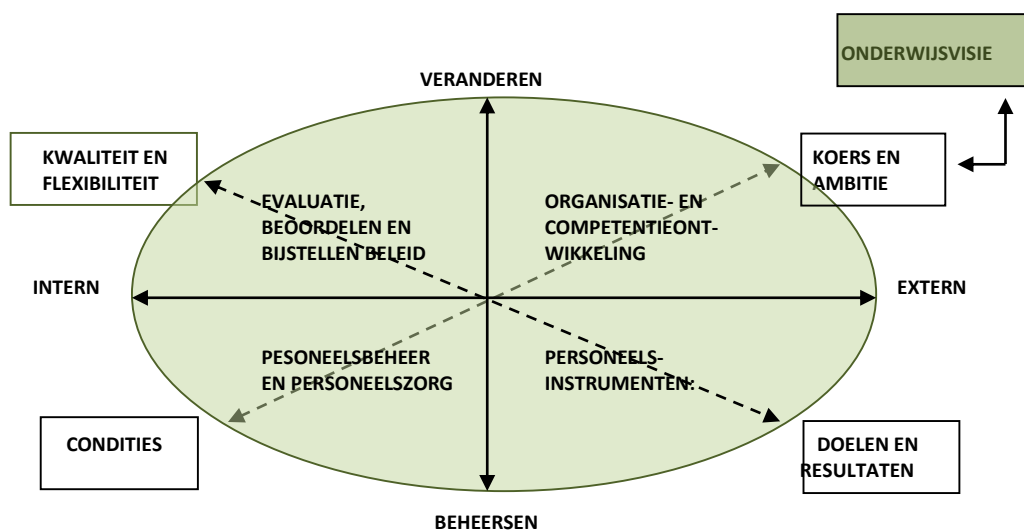 ONDERWIJSVISIE
VERANDEREN
KWALITEIT EN
FLEXIBILITEIT
KOERS EN
AMBITIE
EVALUATIE,
BEOORDELEN EN
BIJSTELLEN BELEID
ORGANISATIE- EN
COMPETENTIEONT-
WIKKELING
INTERN
EXTERN
PESONEELSBEHEER
EN PERSONEELSZORG
PERSONEELS-
INSTRUMENTEN:
CONDITIES
DOELEN EN
RESULTATEN
BEHEERSEN